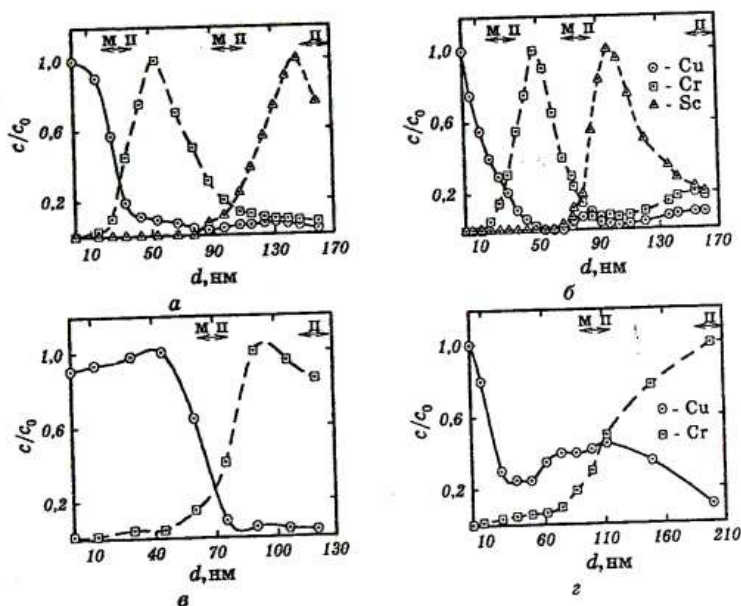 М П П
1,0
0,6
0,2
c/c₀
10 50 90 130 170
d, нм
а
М П М П П
1,0
0,6
0,2
c/c₀
- Cu
- Cr
- Sc
10 50 90 130 170
d, нм
б
М П П
1,0
0,6
0,2
c/c₀
10 40 70 100 130
d, нм
в
М П П
1,0
0,6
0,2
c/c₀
- Cu
- Cr
10 60 110 160 210
d, нм
г